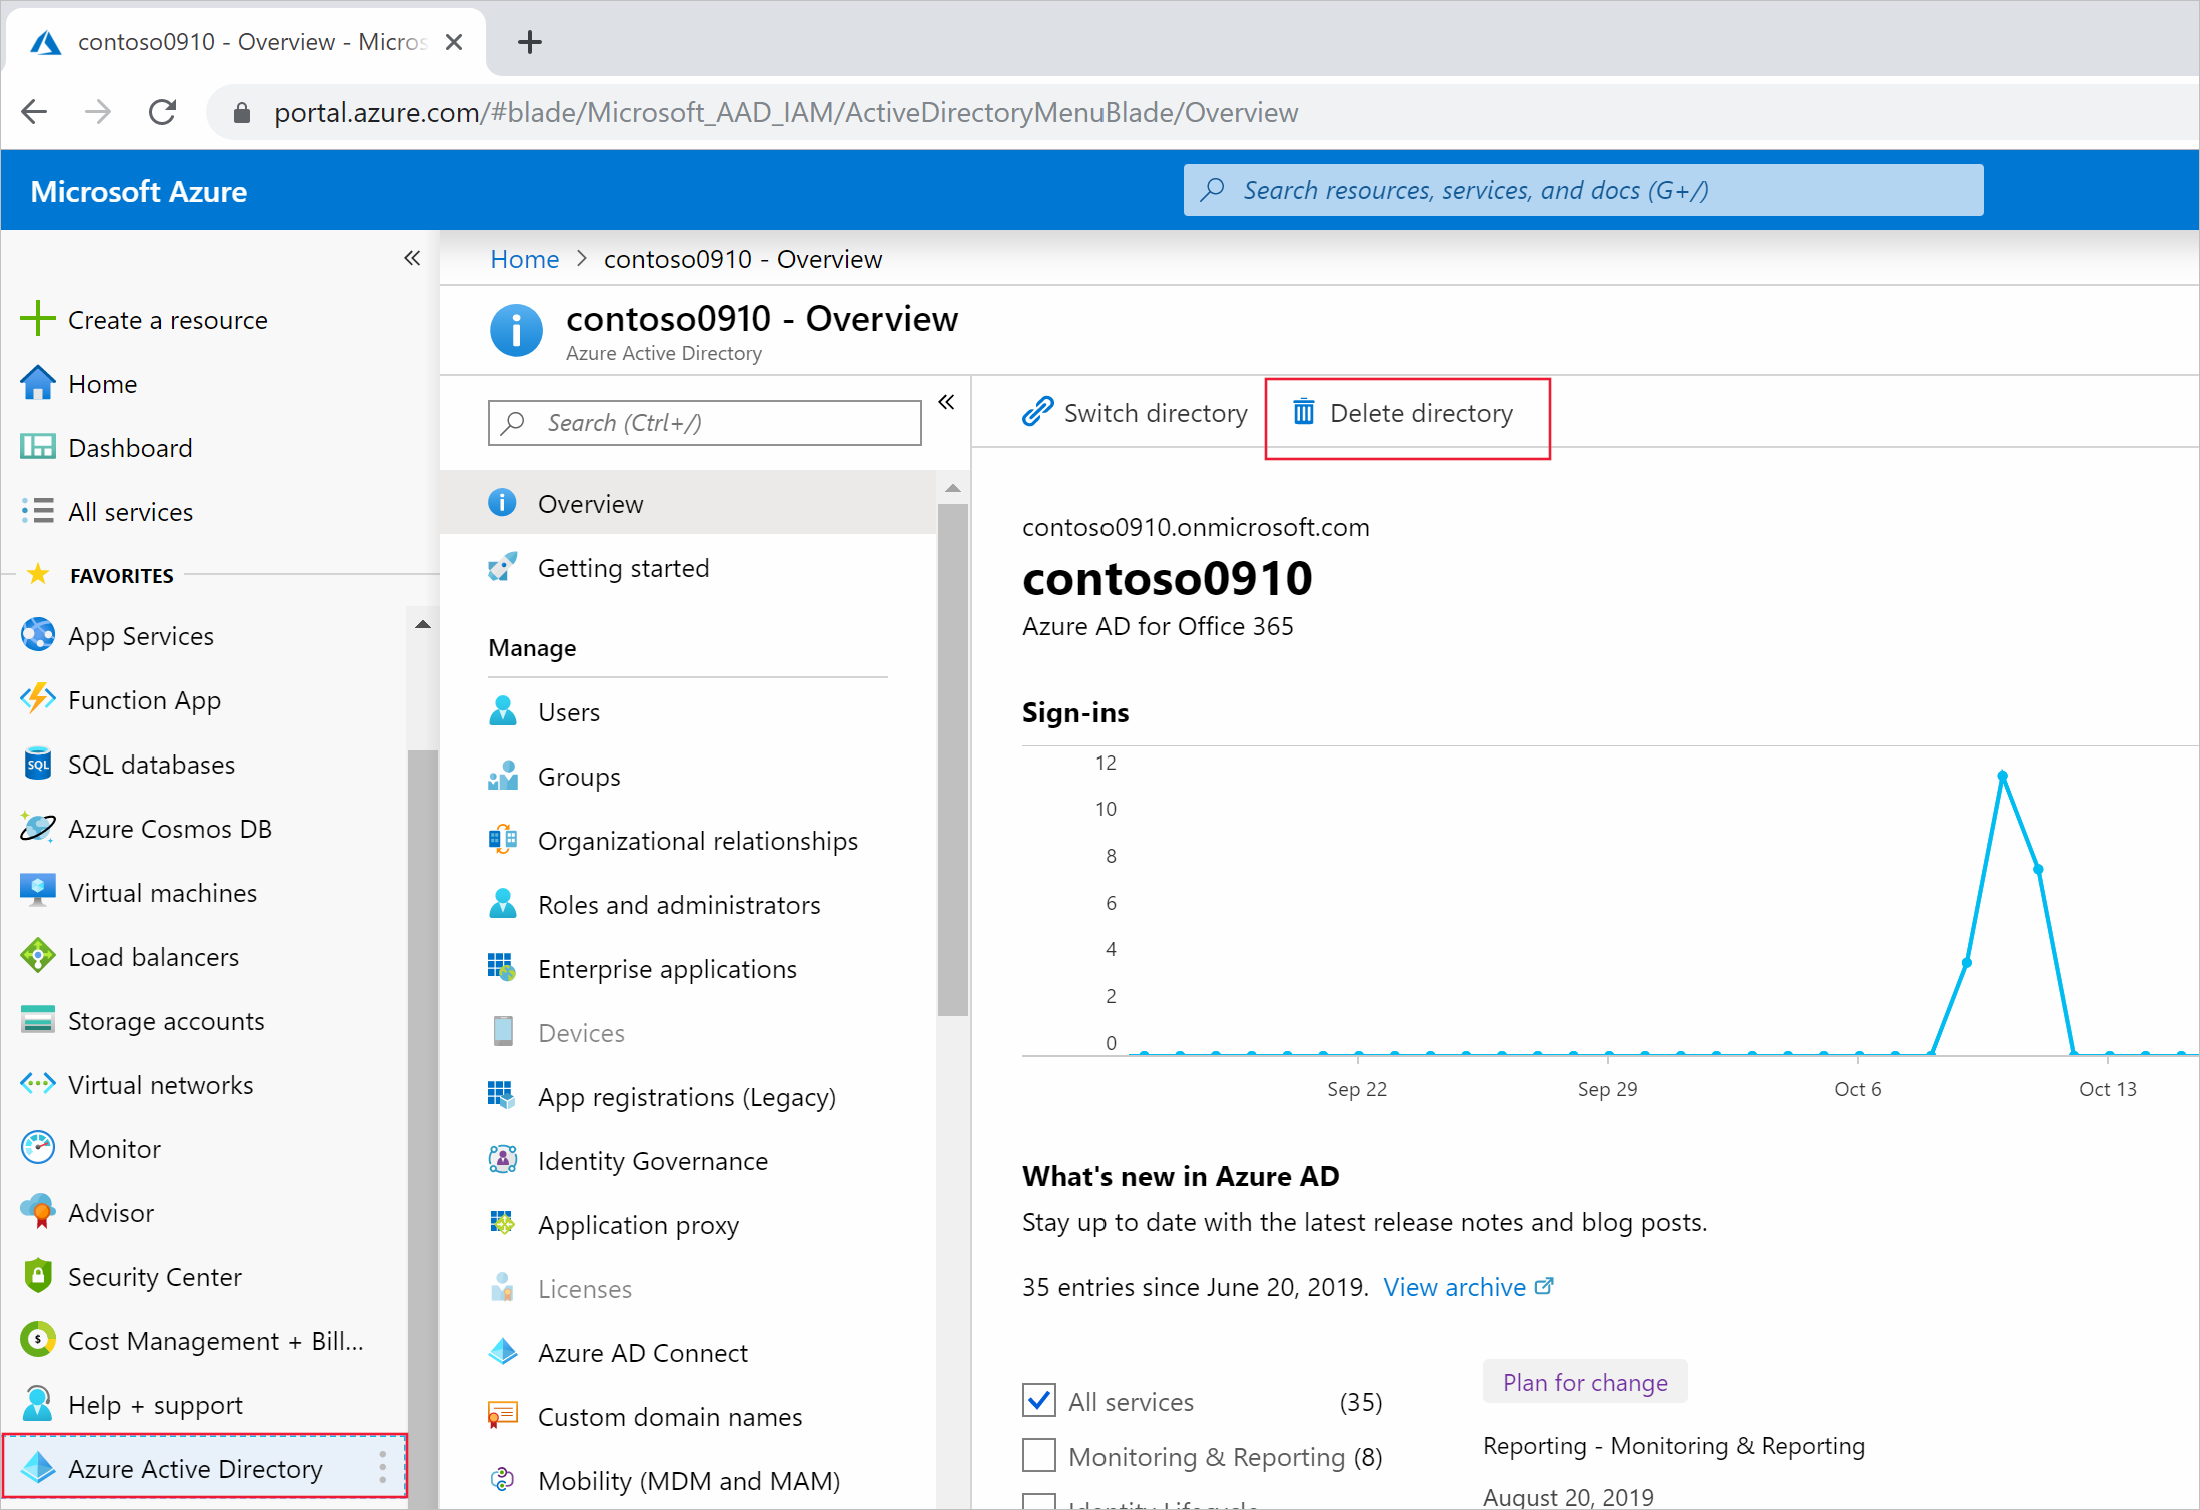 contoso0910 - Overview - Micros
portal.azure.com/#blade/Microsoft_AAD_IAM/ActiveDirectoryMenuBlade/Overview
Microsoft Azure
Search resources, services, and docs (G+/)
Create a resource
Home
Dashboard
All services
FAVORITES
App Services
Function App
SQL databases
Azure Cosmos DB
Virtual machines
Load balancers
Storage accounts
Virtual networks
Monitor
Advisor
Security Center
Cost Management + Bill...
Help + support
Azure Active Directory
Home > contoso0910 - Overview
contoso0910 - Overview
Azure Active Directory
Search (Ctrl+/)
Overview
Getting started
Manage
Users
Groups
Organizational relationships
Roles and administrators
Enterprise applications
Devices
App registrations (Legacy)
Identity Governance
Application proxy
Licenses
Azure AD Connect
Custom domain names
Mobility (MDM and MAM)
Switch directory
Delete directory
contoso0910.onmicrosoft.com
contoso0910
Azure AD for Office 365
Sign-ins
12
10
8
6
4
2
0
Sep 22
Sep 29
Oct 6
Oct 13
What's new in Azure AD
Stay up to date with the latest release notes and blog posts.
35 entries since June 20, 2019. View archive
All services (35)
Monitoring & Reporting (8)
Identity Lifecycle
Plan for change
Reporting - Monitoring & Reporting
August 20, 2019